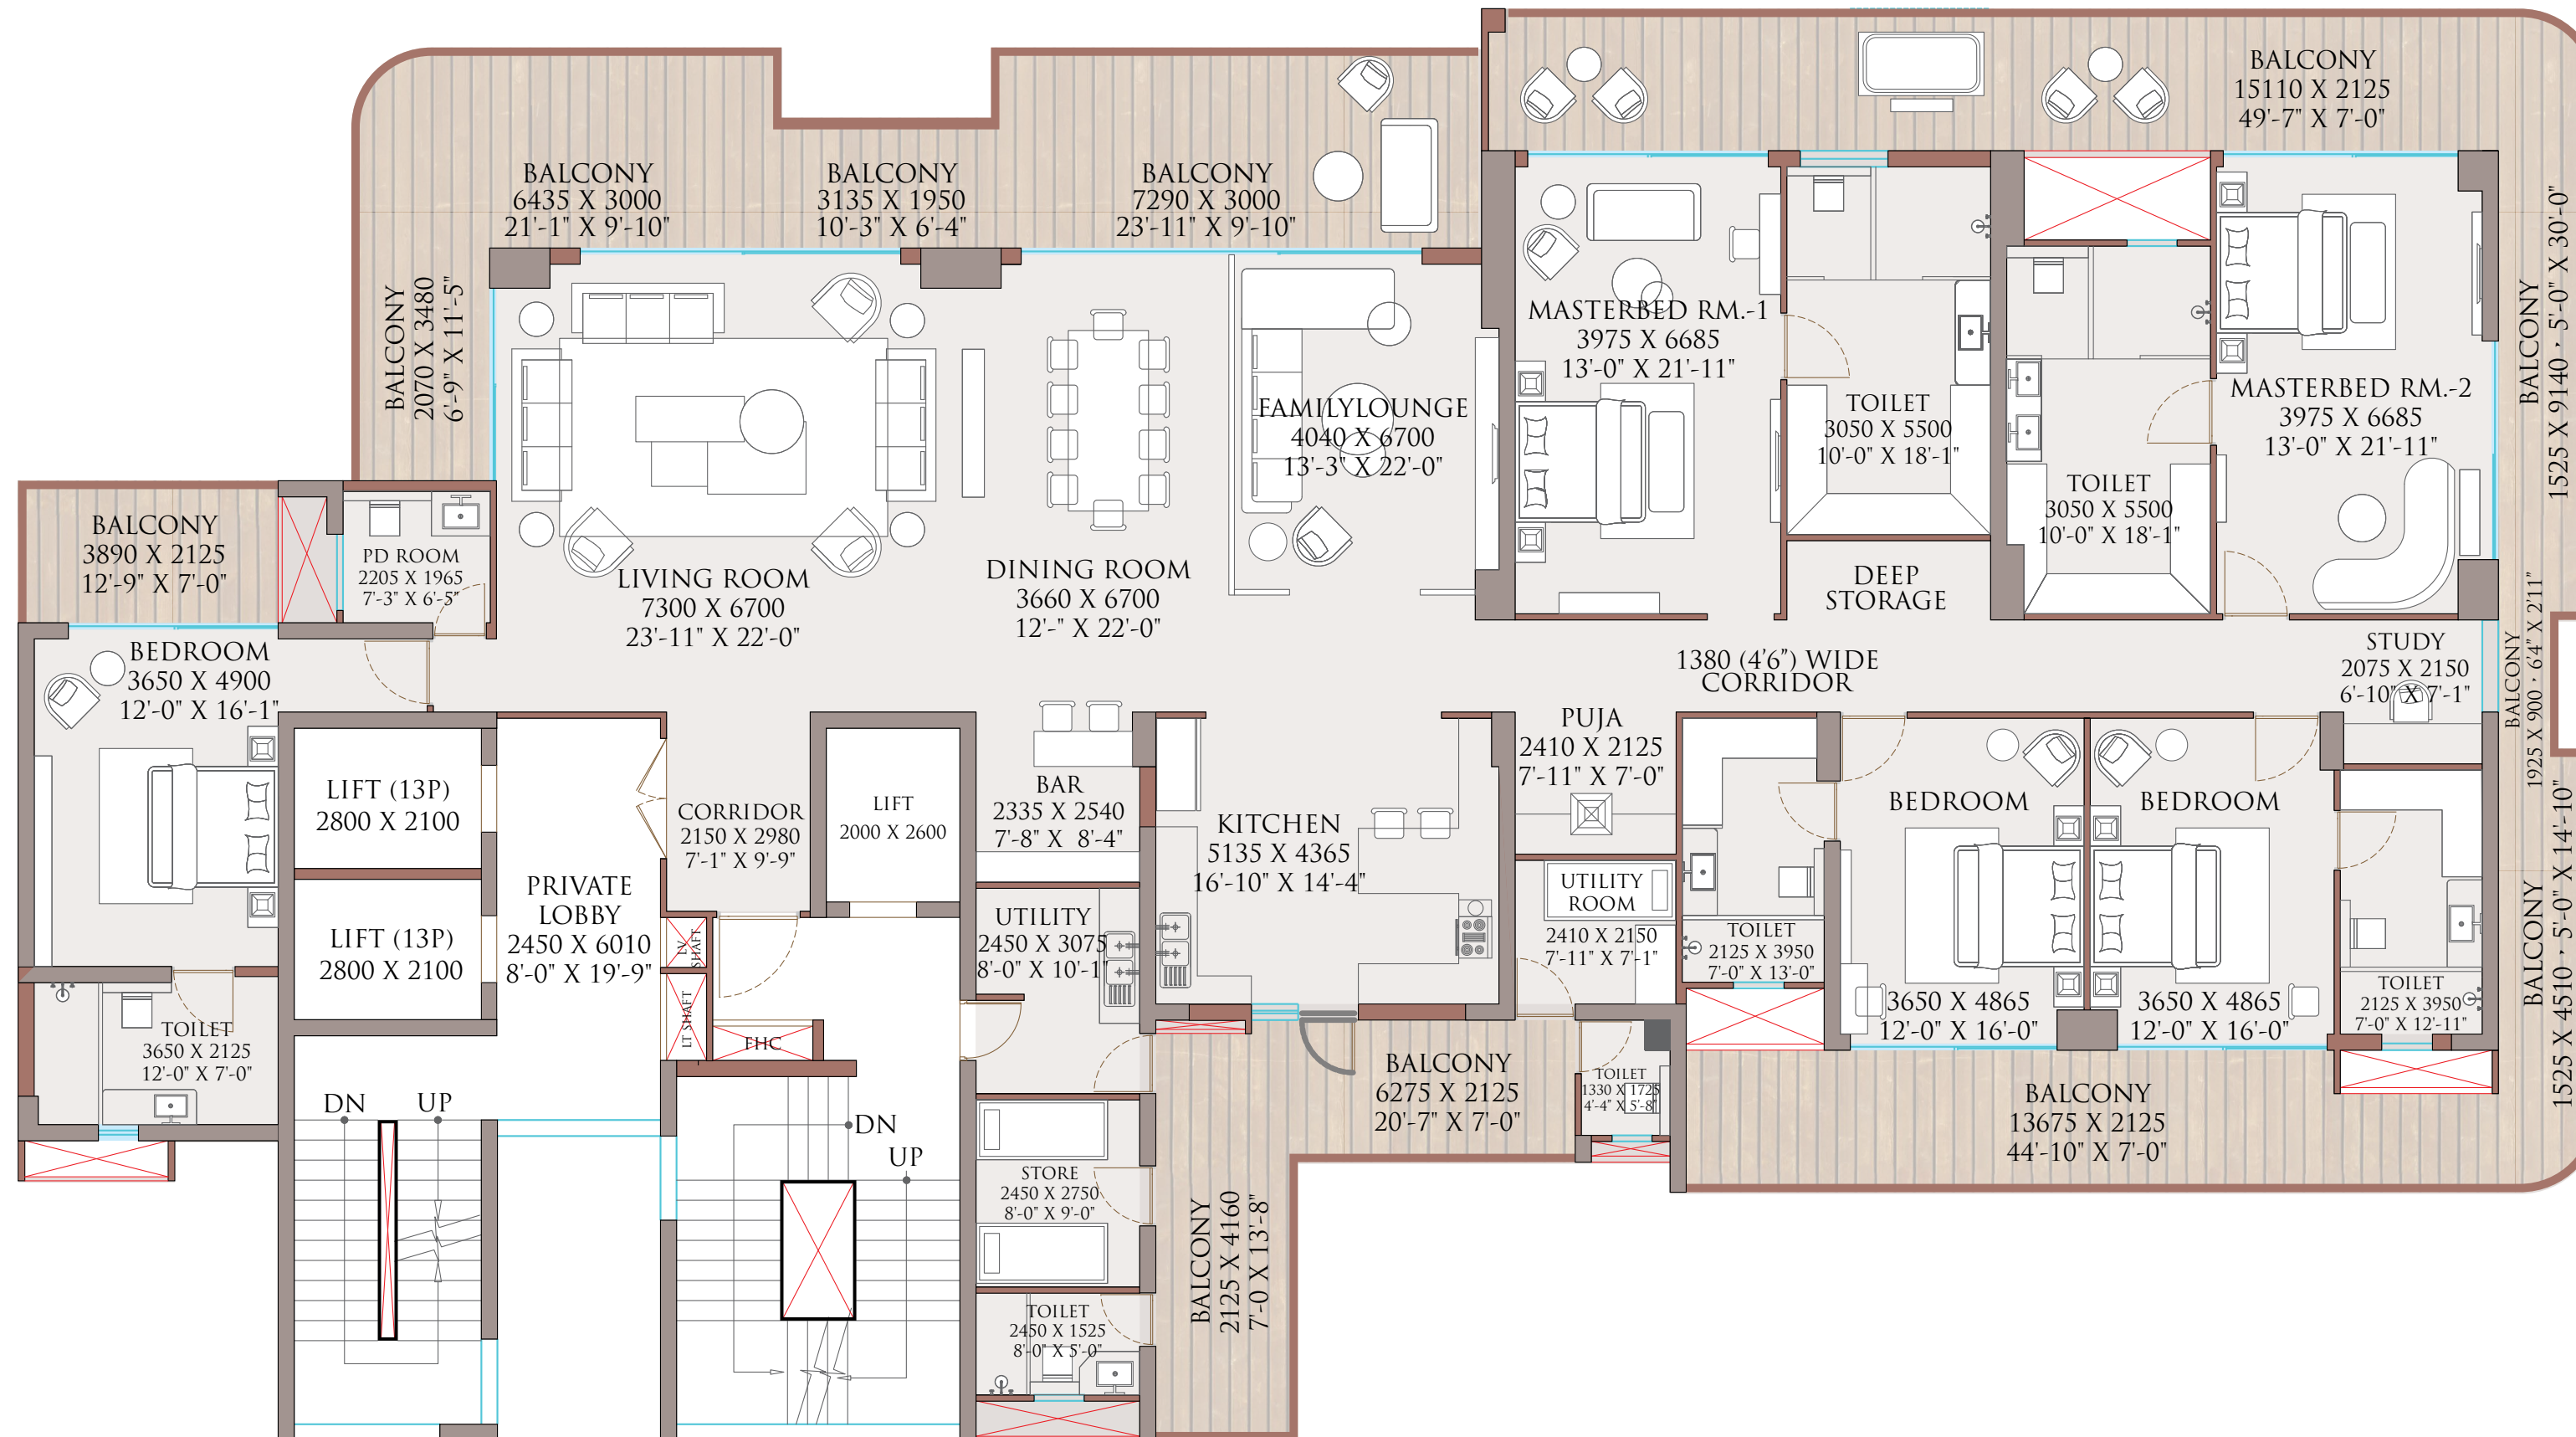 BALCONY
15110 X 2125
49'-7" X 7'-0"
BALCONY
6435 X 3000
21'-1" X 9'-10"
BALCONY
3135 X 1950
10'-3" X 6'-4"
BALCONY
7290 X 3000
23'-11" X 9'-10"
BALCONY
2070 X 3480
6'-9" X 11'-5"
MASTERBED RM.-1
3975 X 6685
13'-0" X 21'-11"
TOILET
3050 X 5500
10'-0" X 18'-1"
TOILET
3050 X 5500
10'-0" X 18'-1"
MASTERBED RM.-2
3975 X 6685
13'-0" X 21'-11"
BALCONY
1525 X 9140 , 5'-0" X 30'-0"
FAMILYLOUNGE
4040 X 6700
13'-3" X 22'-0"
BALCONY
3890 X 2125
12'-9" X 7'-0"
PD ROOM
2205 X 1965
7'-3" X 6'-5"
LIVING ROOM
7300 X 6700
23'-11" X 22'-0"
DINING ROOM
3660 X 6700
12'-" X 22'-0"
DEEP
STORAGE
BEDROOM
3650 X 4900
12'-0" X 16'-1"
1380 (4'6") WIDE
CORRIDOR
STUDY
2075 X 2150
6'-10" X 7'-1"
BALCONY
1925 X 900 , 6'4" X 2'11"
LIFT (13P)
2800 X 2100
LIFT (13P)
2800 X 2100
PRIVATE
LOBBY
2450 X 6010
8'-0" X 19'-9"
CORRIDOR
2150 X 2980
7'-1" X 9'-9"
LIFT
2000 X 2600
BAR
2335 X 2540
7'-8" X 8'-4"
KITCHEN
5135 X 4365
16'-10" X 14'-4"
PUJA
2410 X 2125
7'-11" X 7'-0"
UTILITY
ROOM
2410 X 2150
7'-11" X 7'-1"
BEDROOM
3650 X 4865
12'-0" X 16'-0"
BEDROOM
3650 X 4865
12'-0" X 16'-0"
UTILITY
2450 X 3075
8'-0" X 10'-1"
LV
SHAFT
LT SHAFT
FHC
TOILET
2125 X 3950
7'-0" X 13'-0"
TOILET
2125 X 3950
7'-0" X 12'-11"
BALCONY
1525 X 4510 , 5'-0" X 14'-10"
TOILET
3650 X 2125
12'-0" X 7'-0"
DN
UP
DN
UP
BALCONY
6275 X 2125
20'-7" X 7'-0"
TOILET
1330 X 1725
4'-4" X 5'-8"
BALCONY
13675 X 2125
44'-10" X 7'-0"
STORE
2450 X 2750
8'-0" X 9'-0"
BALCONY
2125 X 4160
7'-0 X 13'-8"
TOILET
2450 X 1525
8'-0" X 5'-0"